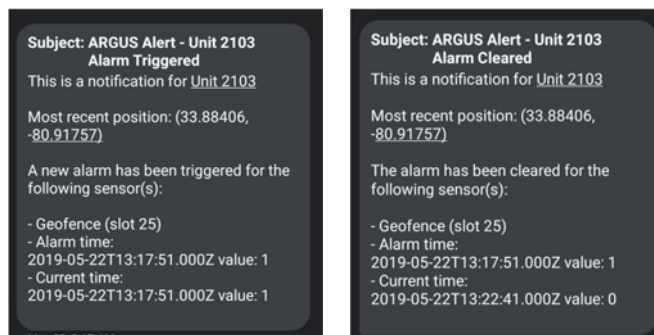 Subject: ARGUS Alert - Unit 2103
Alarm Triggered
This is a notification for Unit 2103
Most recent position: (33.88406,
-80.91757)
A new alarm has been triggered for the
following sensor(s):
- Geofence (slot 25)
- Alarm time:
2019-05-22T13:17:51.000Z value: 1
- Current time:
2019-05-22T13:17:51.000Z value: 1
Subject: ARGUS Alert - Unit 2103
Alarm Cleared
This is a notification for Unit 2103
Most recent position: (33.88406,
-80.91757)
The alarm has been cleared for the
following sensor(s):
- Geofence (slot 25)
- Alarm time:
2019-05-22T13:17:51.000Z value: 1
- Current time:
2019-05-22T13:22:41.000Z value: 0